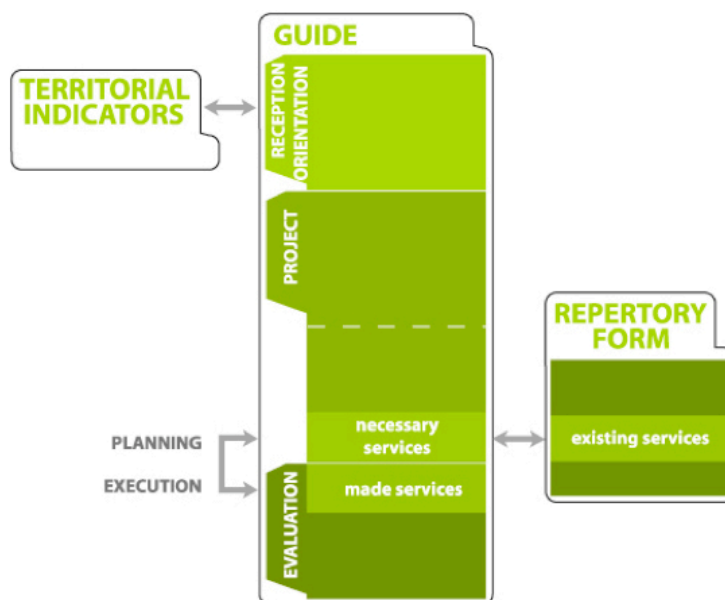 GUIDE
TERRITORIAL
INDICATORS
RECEPTION
/ORIENTATION
PROJECT
REPERTORY
FORM
necessary
services
existing services
PLANNING
EXECUTION
made services
EVALUATION